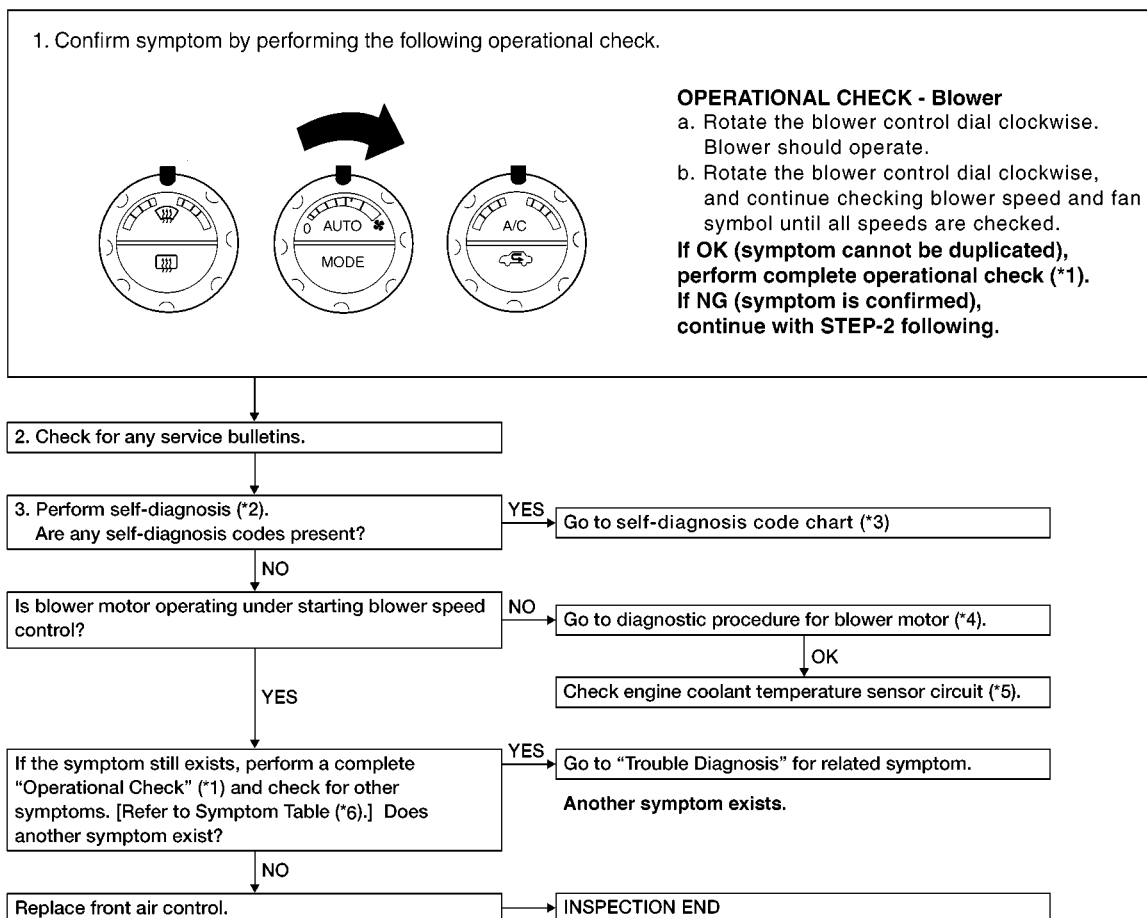 1. Confirm symptom by performing the following operational check.
OPERATIONAL CHECK - Blower
a. Rotate the blower control dial clockwise.
Blower should operate.
b. Rotate the blower control dial clockwise,
and continue checking blower speed and fan
symbol until all speeds are checked.
If OK (symptom cannot be duplicated),
perform complete operational check (*1).
If NG (symptom is confirmed),
continue with STEP-2 following.
0 AUTO
MODE
A/C
2. Check for any service bulletins.
3. Perform self-diagnosis (*2).
Are any self-diagnosis codes present?
YES
Go to self-diagnosis code chart (*3)
NO
Is blower motor operating under starting blower speed
control?
NO
Go to diagnostic procedure for blower motor (*4).
OK
Check engine coolant temperature sensor circuit (*5).
YES
If the symptom still exists, perform a complete
“Operational Check” (*1) and check for other
symptoms. [Refer to Symptom Table (*6).] Does
another symptom exist?
YES
Go to “Trouble Diagnosis” for related symptom.
Another symptom exists.
NO
Replace front air control.
INSPECTION END